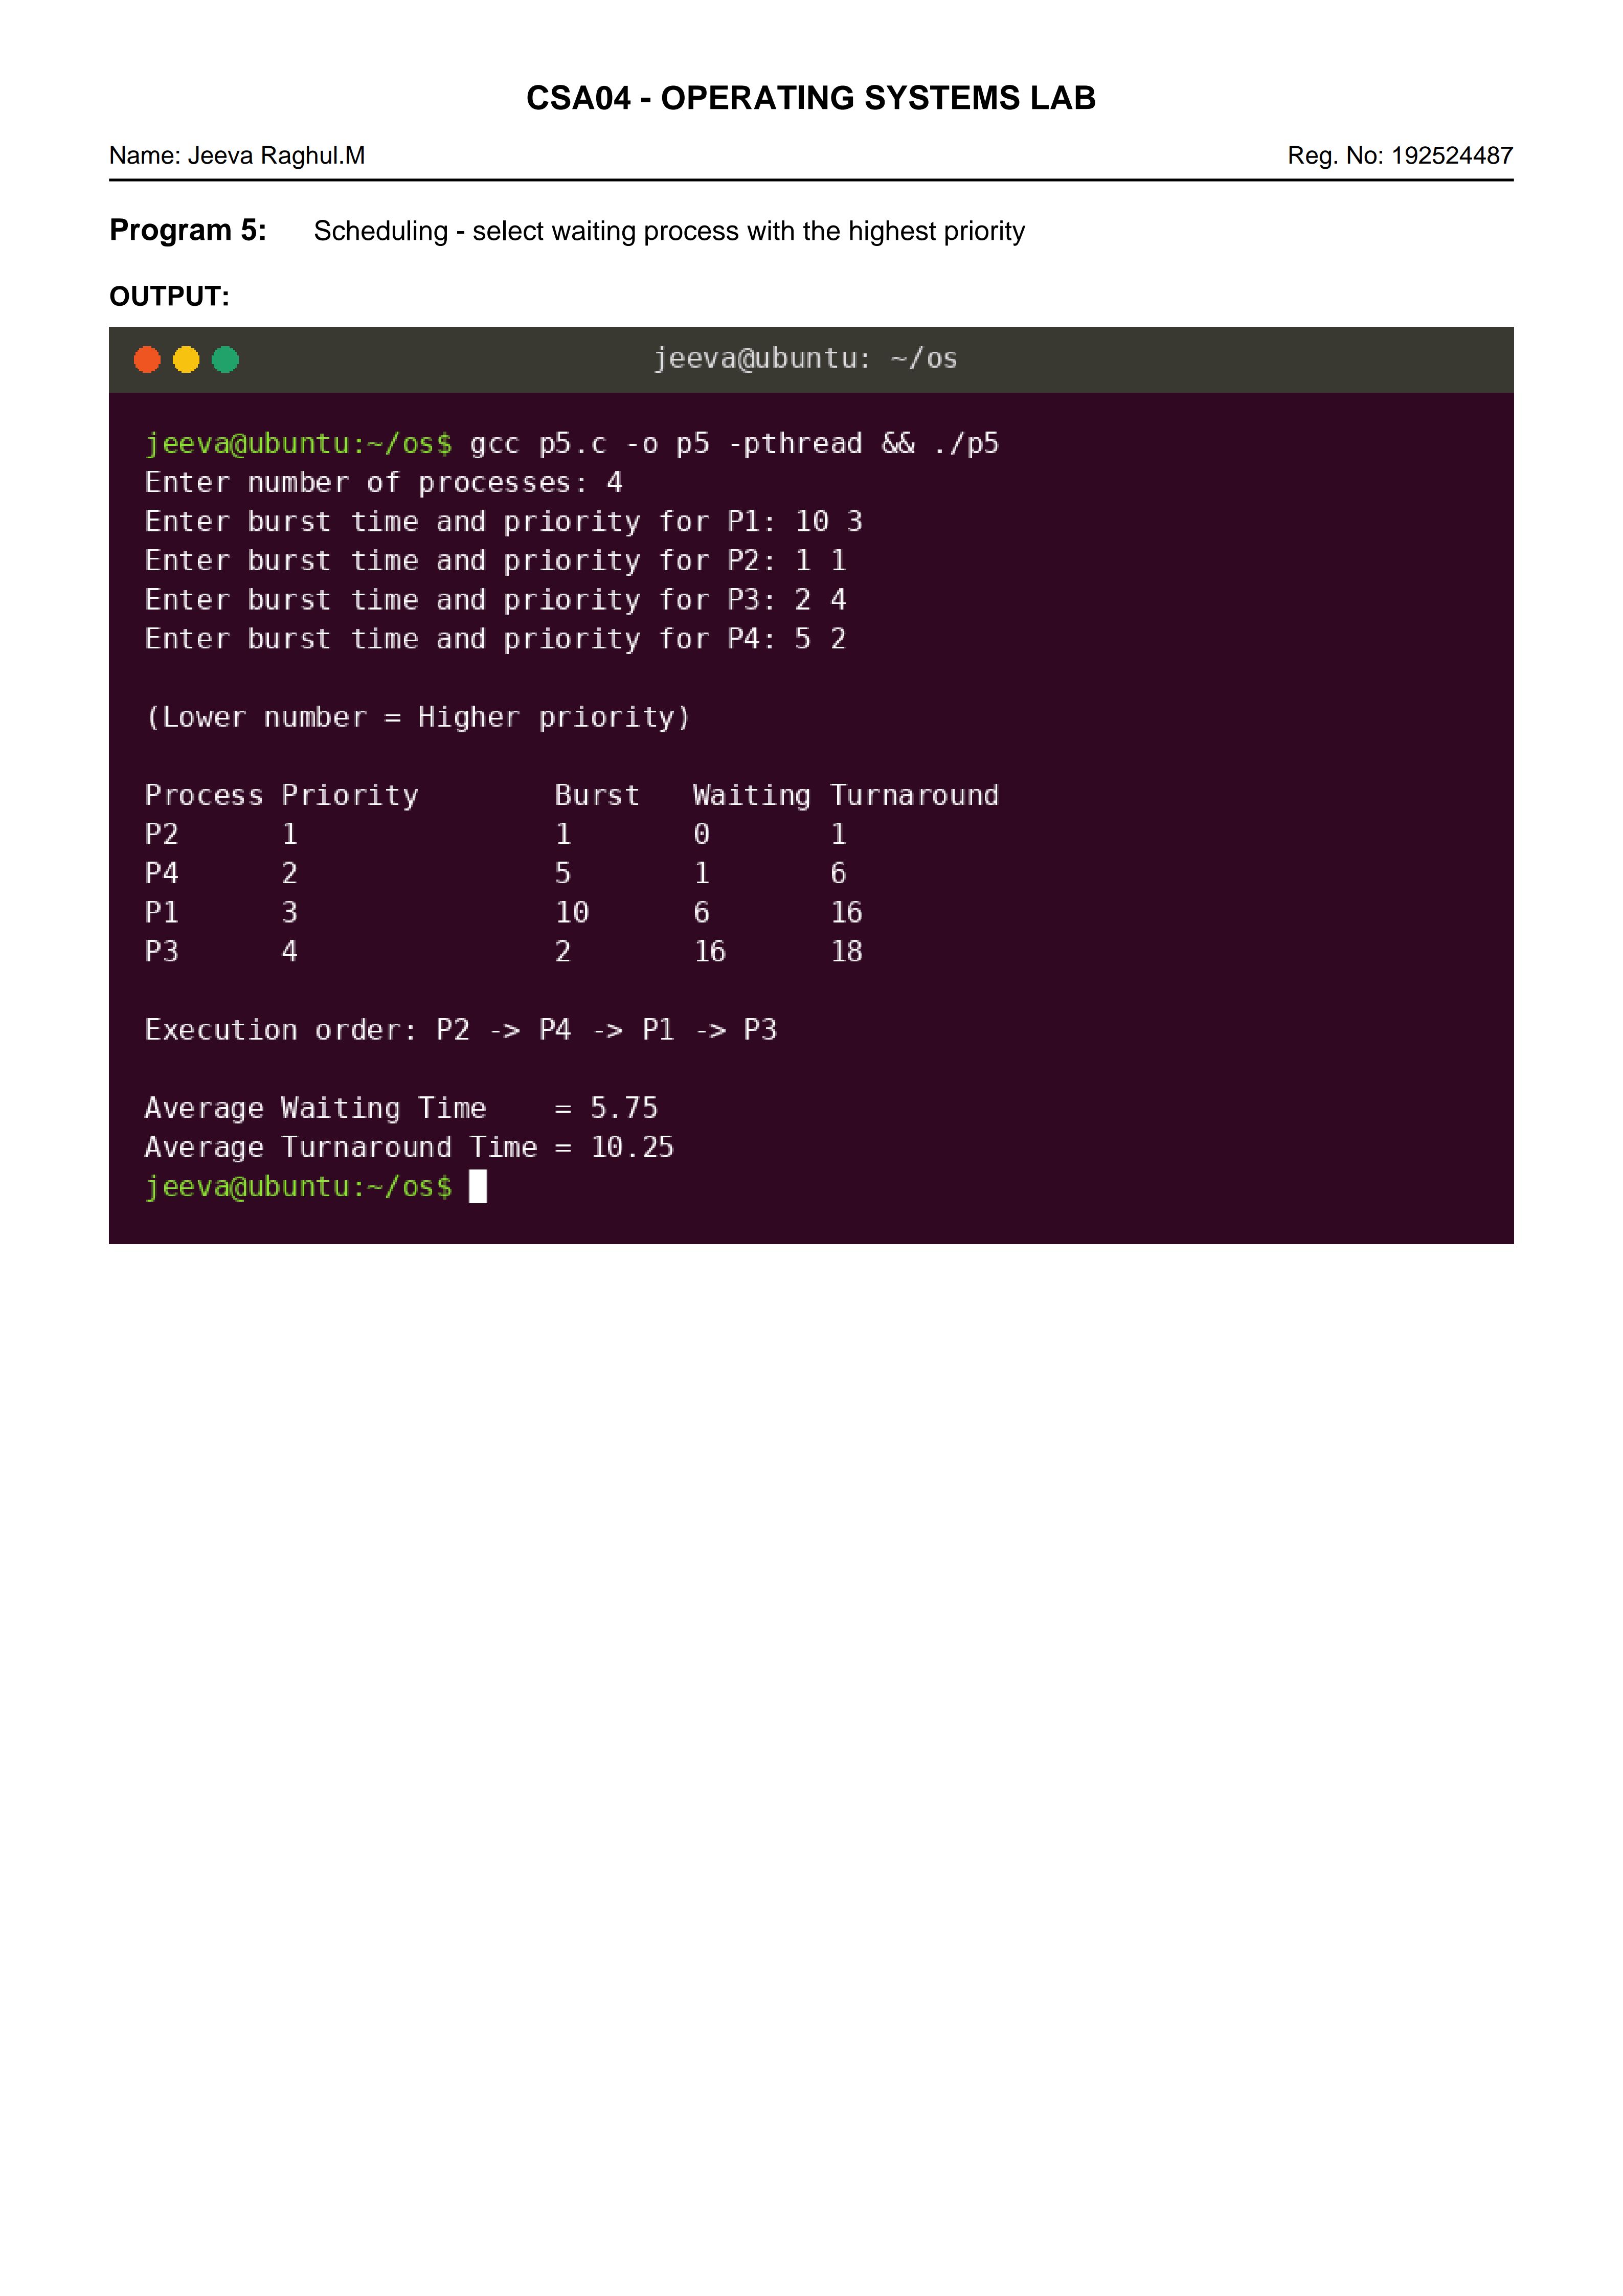 CSA04 - OPERATING SYSTEMS LAB
Name: Jeeva Raghul.M Reg. No: 192524487
Program 5: Scheduling - select waiting process with the highest priority
OUTPUT:
jeeva@ubuntu: ~/os
jeeva@ubuntu:~/os$ gcc p5.c -o p5 -pthread && ./p5
Enter number of processes: 4
Enter burst time and priority for P1: 10 3
Enter burst time and priority for P2: 1 1
Enter burst time and priority for P3: 2 4
Enter burst time and priority for P4: 5 2
(Lower number = Higher priority)
Process Priority Burst Waiting Turnaround
P2 1 1 0 1
P4 2 5 1 6
P1 3 10 6 16
P3 4 2 16 18
Execution order: P2 -> P4 -> P1 -> P3
Average Waiting Time = 5.75
Average Turnaround Time = 10.25
jeeva@ubuntu:~/os$